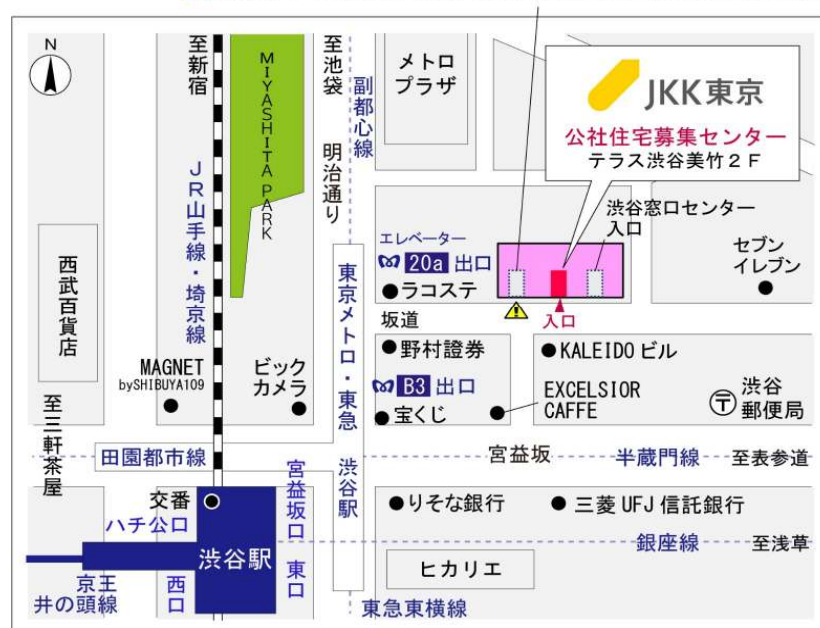 N
至新宿
JR山手線・埼京線
MIYASHITA PARK
至池袋
明治通り
副都心線
メトロ
プラザ
JKK東京
公社住宅募集センター
テラス渋谷美竹2F
渋谷窓口センター
入口
エレベーター
20a 出口
ラコステ
!
入口
セブン
イレブン
西武百貨店
東京メトロ・東急 渋谷駅
坂道
野村證券
KALEIDO ビル
MAGNET
bySHIBUYA109
ビック
カメラ
B3 出口
宝くじ
EXCELSIOR
CAFFE
〒
渋谷
郵便局
至三軒茶屋
田園都市線
宮益坂
半蔵門線
至表参道
交番
ハチ公口
宮益坂口
りそな銀行
三菱 UFJ 信託銀行
渋谷駅
銀座線
至浅草
京王
井の頭線
西口
東口
ヒカリエ
東急東横線